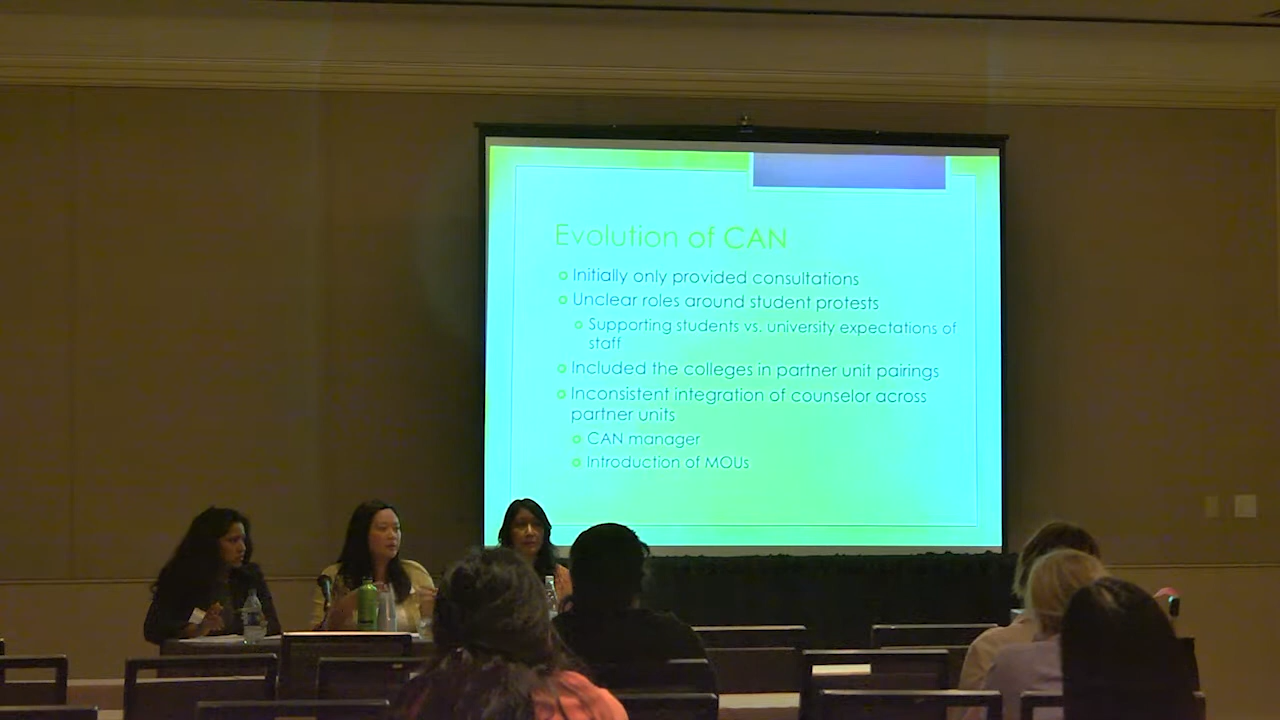 Evolution of CAN
Initially only provided consultations
Unclear roles around student protests
Supporting students vs. university expectations of
staff
Included the colleges in partner unit pairings
Inconsistent integration of counselor across
partner units
CAN manager
Introduction of MOUs